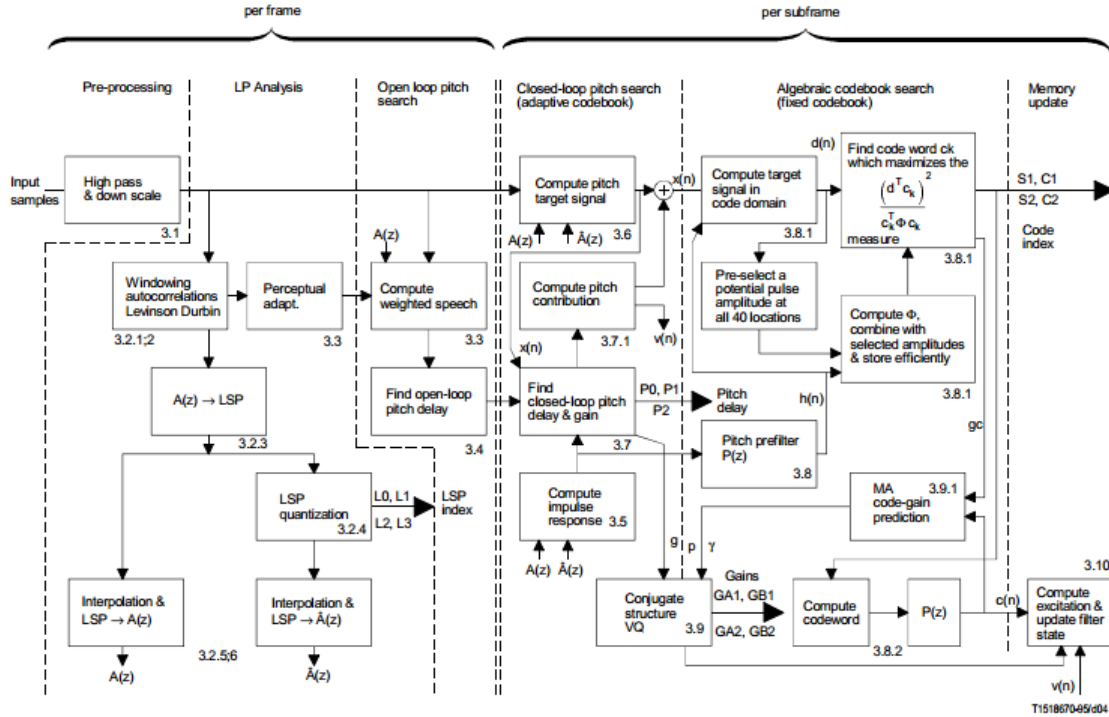 per frame
per subframe
Pre-processing
LP Analysis
Open loop pitch
search
Closed-loop pitch search
(adaptive codebook)
Algebraic codebook search
(fixed codebook)
Memory
update
Input
samples
High pass
& down scale
3.1
A(z)
Compute pitch
target signal
A(z)
Â(z)
3.6
x(n)
Compute target
signal in
code domain
3.8.1
d(n)
Find code word ck
which maximizes the
(dᵀcₖ)²
cₖᵀΦcₖ
measure
3.8.1
S1, C1
S2, C2
Code
index
Windowing
autocorrelations
Levinson Durbin
3.2.1;2
Perceptual
adapt.
3.3
Compute
weighted speech
3.3
Compute pitch
contribution
3.7.1
v(n)
x(n)
Pre-select a
potential pulse
amplitude at
all 40 locations
Compute Φ,
combine with
selected amplitudes
& store efficiently
3.8.1
A(z) → LSP
3.2.3
Find open-loop
pitch delay
3.4
Find
closed-loop pitch
delay & gain
3.7
P0, P1
P2
Pitch
delay
h(n)
Pitch prefilter
P(z)
3.8
gc
LSP
quantization
3.2.4
L0, L1
L2, L3
LSP
index
Compute
impulse
response
3.5
A(z)
Â(z)
MA
code-gain
prediction
3.9.1
g
p
γ
Interpolation &
LSP → A(z)
3.2.5;6
A(z)
Interpolation &
LSP → Â(z)
Â(z)
Conjugate
structure
VQ
3.9
Gains
GA1, GB1
GA2, GB2
Compute
codeword
P(z)
3.8.2
c(n)
3.10
Compute
excitation &
update filter
state
v(n)
T1518670-95/d04